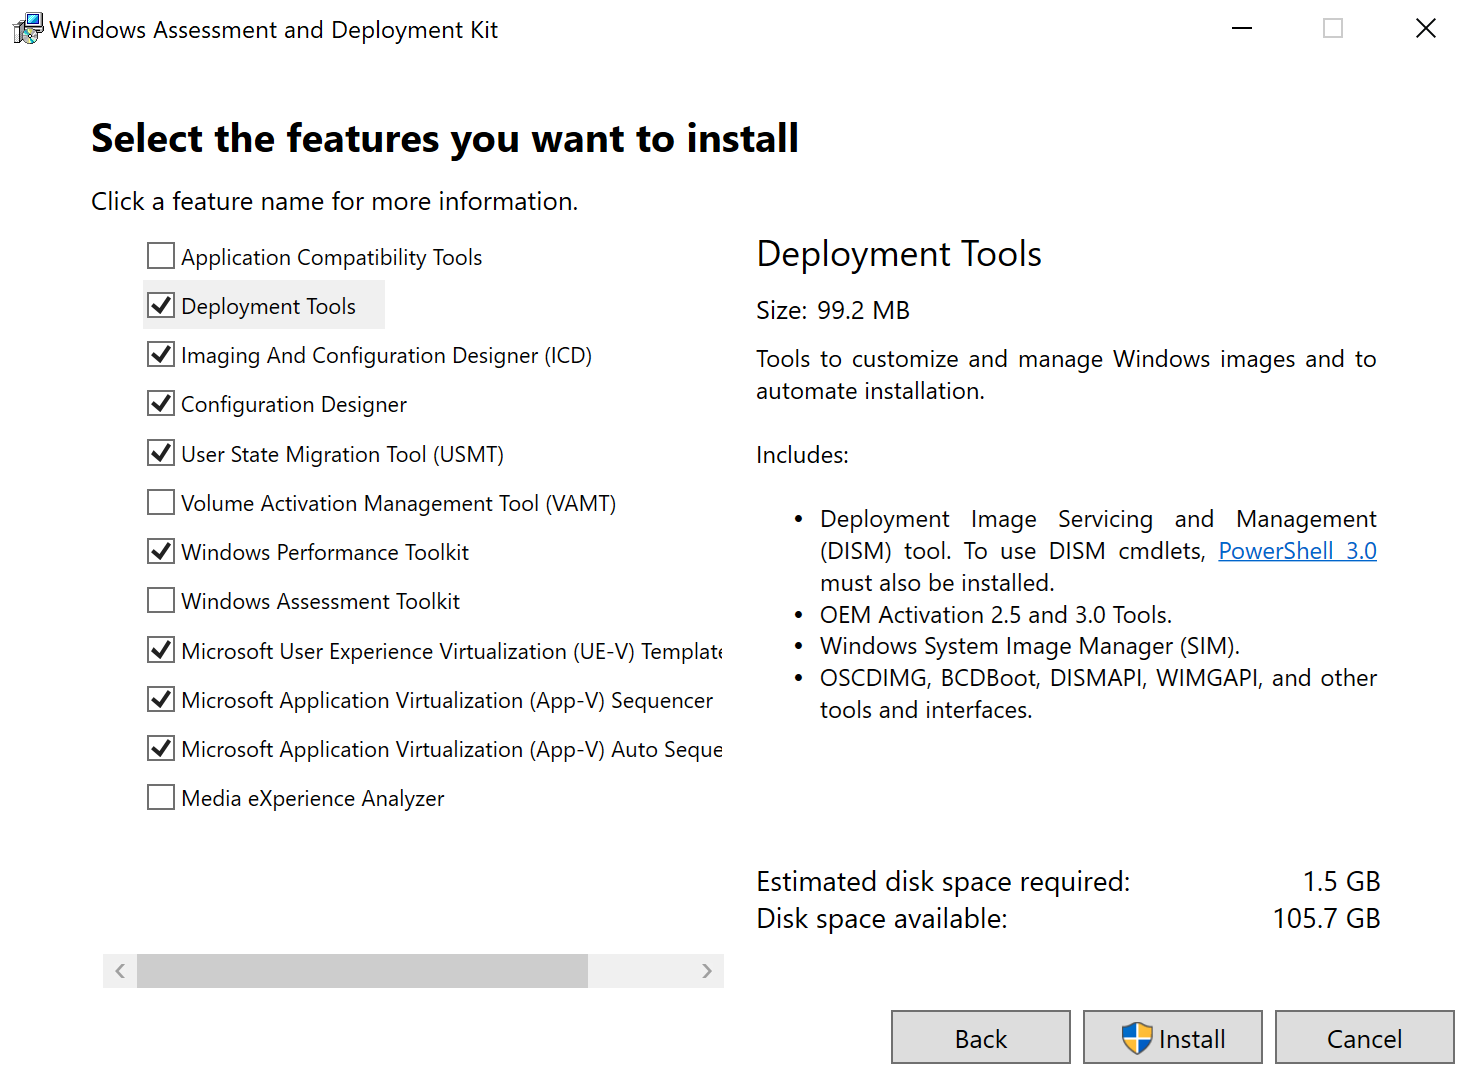 Windows Assessment and Deployment Kit
Select the features you want to install
Click a feature name for more information.
Application Compatibility Tools
Deployment Tools
Imaging And Configuration Designer (ICD)
Configuration Designer
User State Migration Tool (USMT)
Volume Activation Management Tool (VAMT)
Windows Performance Toolkit
Windows Assessment Toolkit
Microsoft User Experience Virtualization (UE-V) Template
Microsoft Application Virtualization (App-V) Sequencer
Microsoft Application Virtualization (App-V) Auto Seque
Media eXperience Analyzer
Deployment Tools
Size: 99.2 MB
Tools to customize and manage Windows images and to
automate installation.
Includes:
• Deployment Image Servicing and Management
(DISM) tool. To use DISM cmdlets, PowerShell 3.0
must also be installed.
• OEM Activation 2.5 and 3.0 Tools.
• Windows System Image Manager (SIM).
• OSCDIMG, BCDBoot, DISMAPI, WIMGAPI, and other
tools and interfaces.
Estimated disk space required: 1.5 GB
Disk space available: 105.7 GB
Back Install Cancel